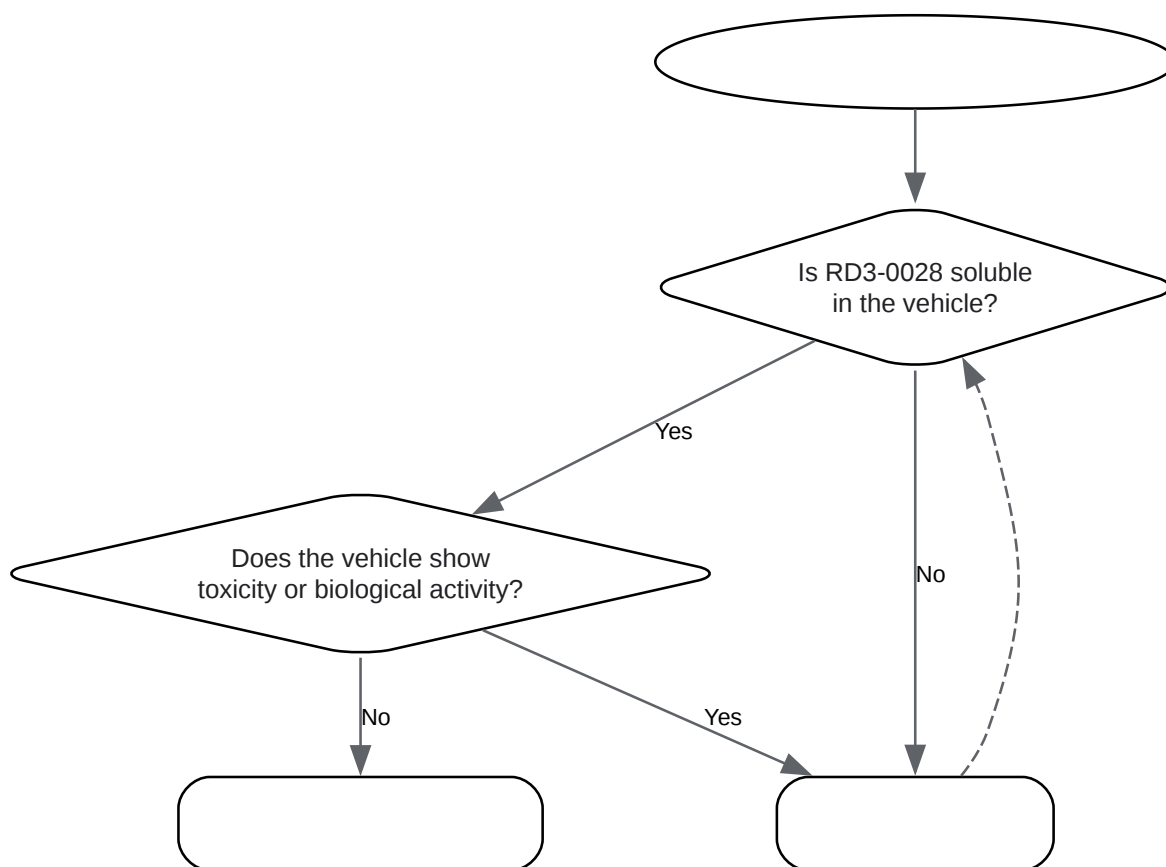 Is RD3-0028 soluble
in the vehicle?
Yes
Does the vehicle show
toxicity or biological activity?
No
No
Yes